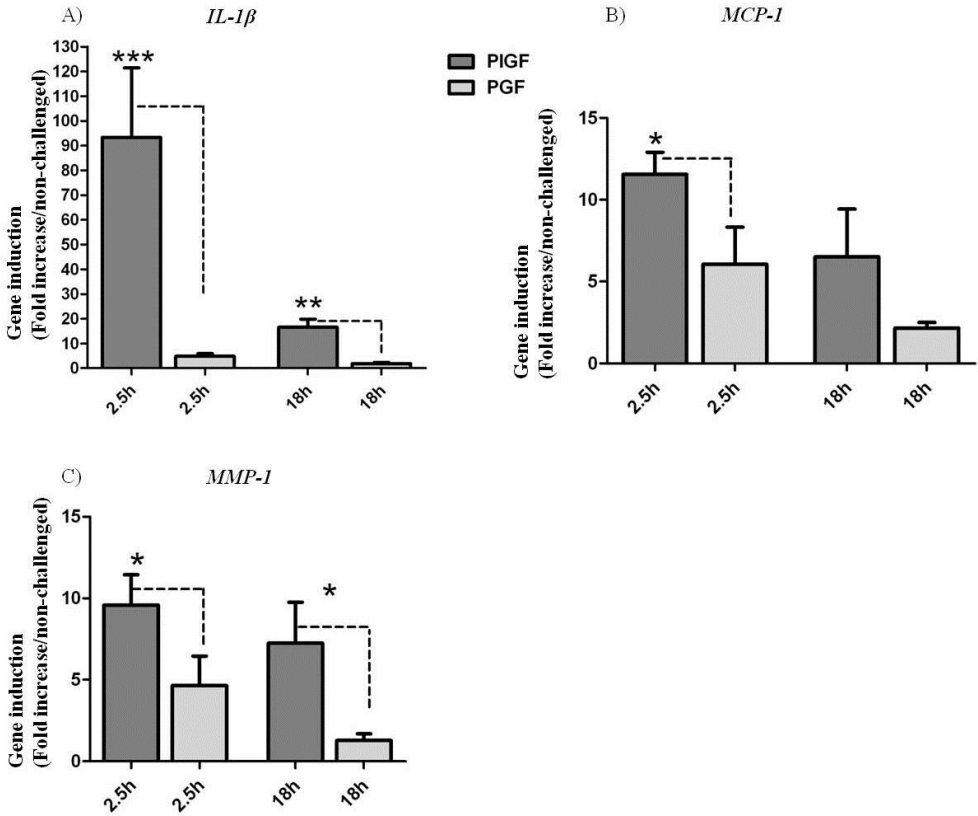 A)
IL-1β
Gene induction
(Fold increase/non-challenged)
130
120
110
100
90
80
70
60
50
40
30
20
10
0
***
**
2.5h
2.5h
18h
18h
PIGF
PGF
B)
MCP-1
Gene induction
(Fold increase/non-challenged)
15
10
5
0
*
2.5h
2.5h
18h
18h
C)
MMP-1
Gene induction
(Fold increase/non-challenged)
15
10
5
0
*
*
2.5h
2.5h
18h
18h